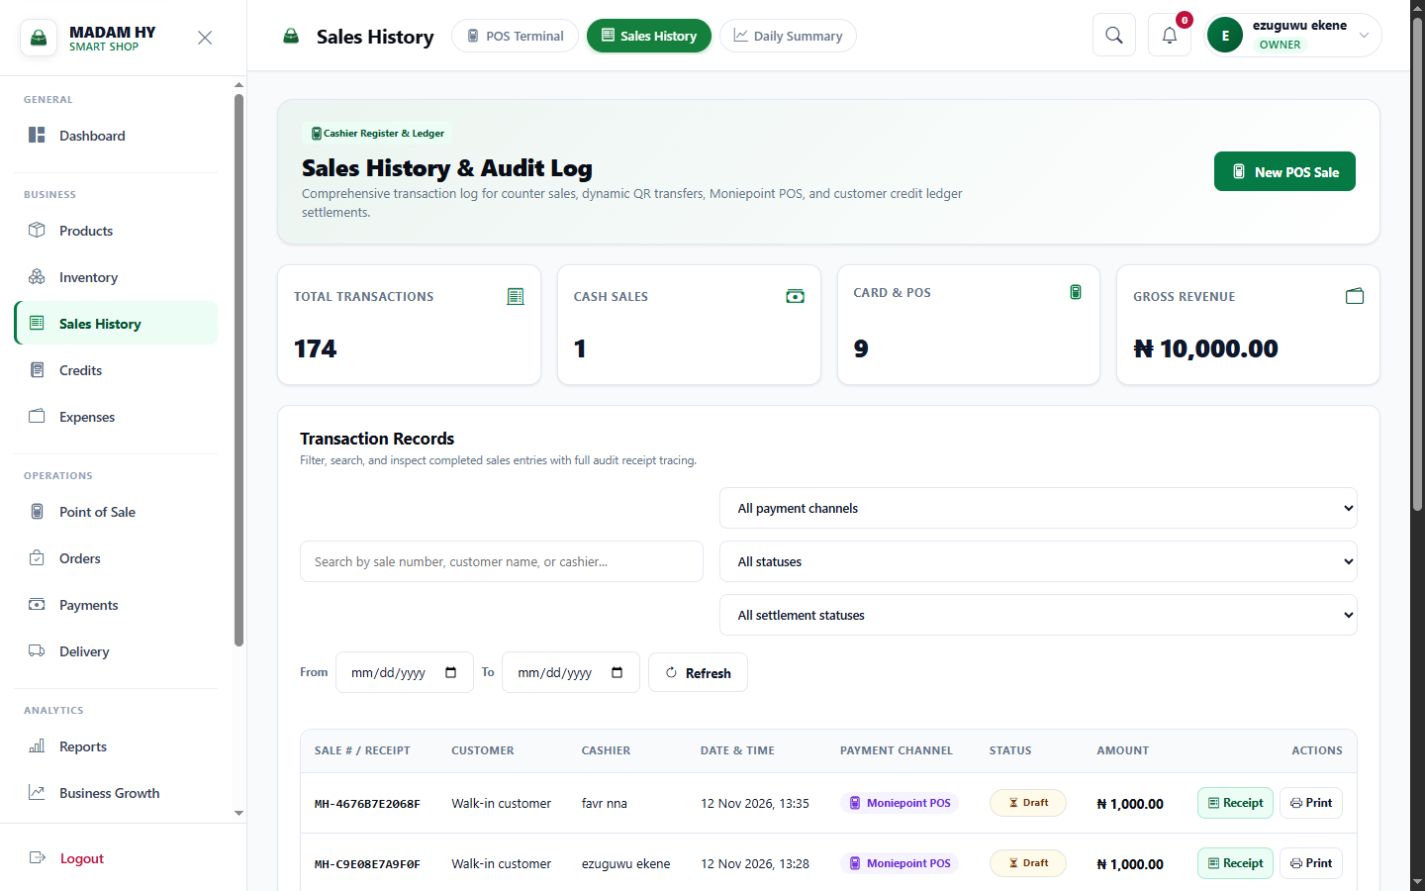 MADAM HY
SMART SHOP
Sales History
POS Terminal
Sales History
Daily Summary
0
E
ezuguwu ekene
OWNER
GENERAL
Dashboard
BUSINESS
Products
Inventory
Sales History
Credits
Expenses
OPERATIONS
Point of Sale
Orders
Payments
Delivery
ANALYTICS
Reports
Business Growth
Logout
Cashier Register & Ledger
Sales History & Audit Log
Comprehensive transaction log for counter sales, dynamic QR transfers, Moniepoint POS, and customer credit ledger
settlements.
New POS Sale
TOTAL TRANSACTIONS
174
CASH SALES
1
CARD & POS
9
GROSS REVENUE
₦ 10,000.00
Transaction Records
Filter, search, and inspect completed sales entries with full audit receipt tracing.
All payment channels
Search by sale number, customer name, or cashier...
All statuses
All settlement statuses
From mm/dd/yyyy To mm/dd/yyyy Refresh
SALE # / RECEIPT CUSTOMER CASHIER DATE & TIME PAYMENT CHANNEL STATUS AMOUNT ACTIONS
MH-4676B7E2068F Walk-in customer favr nna 12 Nov 2026, 13:35 Moniepoint POS Draft ₦ 1,000.00 Receipt Print
MH-C9E08E7A9F0F Walk-in customer ezuguwu ekene 12 Nov 2026, 13:28 Moniepoint POS Draft ₦ 1,000.00 Receipt Print